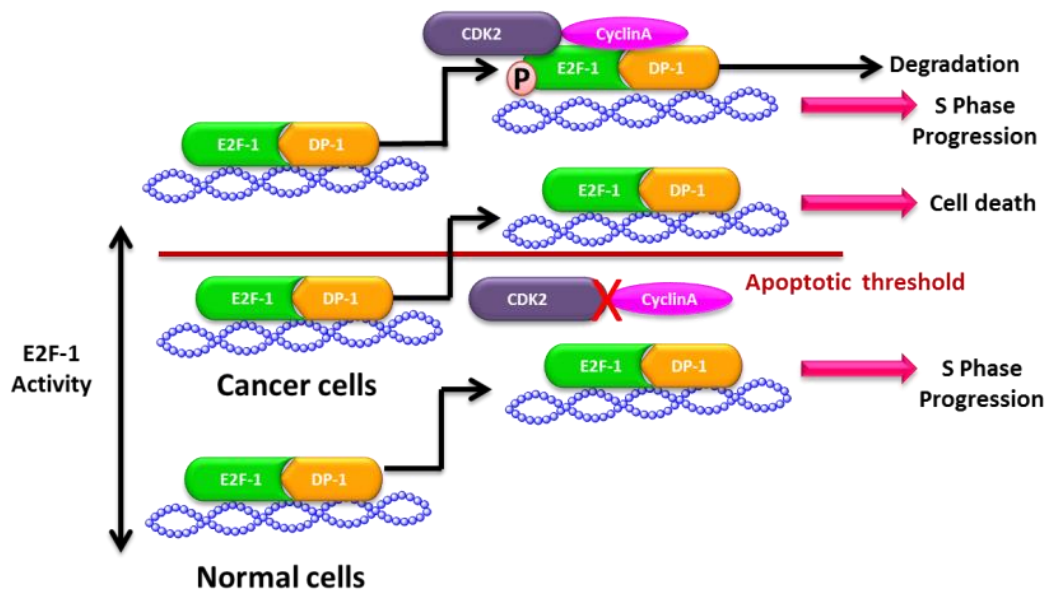 CDK2
CyclinA
P
E2F-1
DP-1
Degradation
S Phase
Progression
E2F-1
DP-1
E2F-1
DP-1
Cell death
Apoptotic threshold
E2F-1
DP-1
CDK2
X
CyclinA
E2F-1
Activity
Cancer cells
E2F-1
DP-1
S Phase
Progression
E2F-1
DP-1
Normal cells